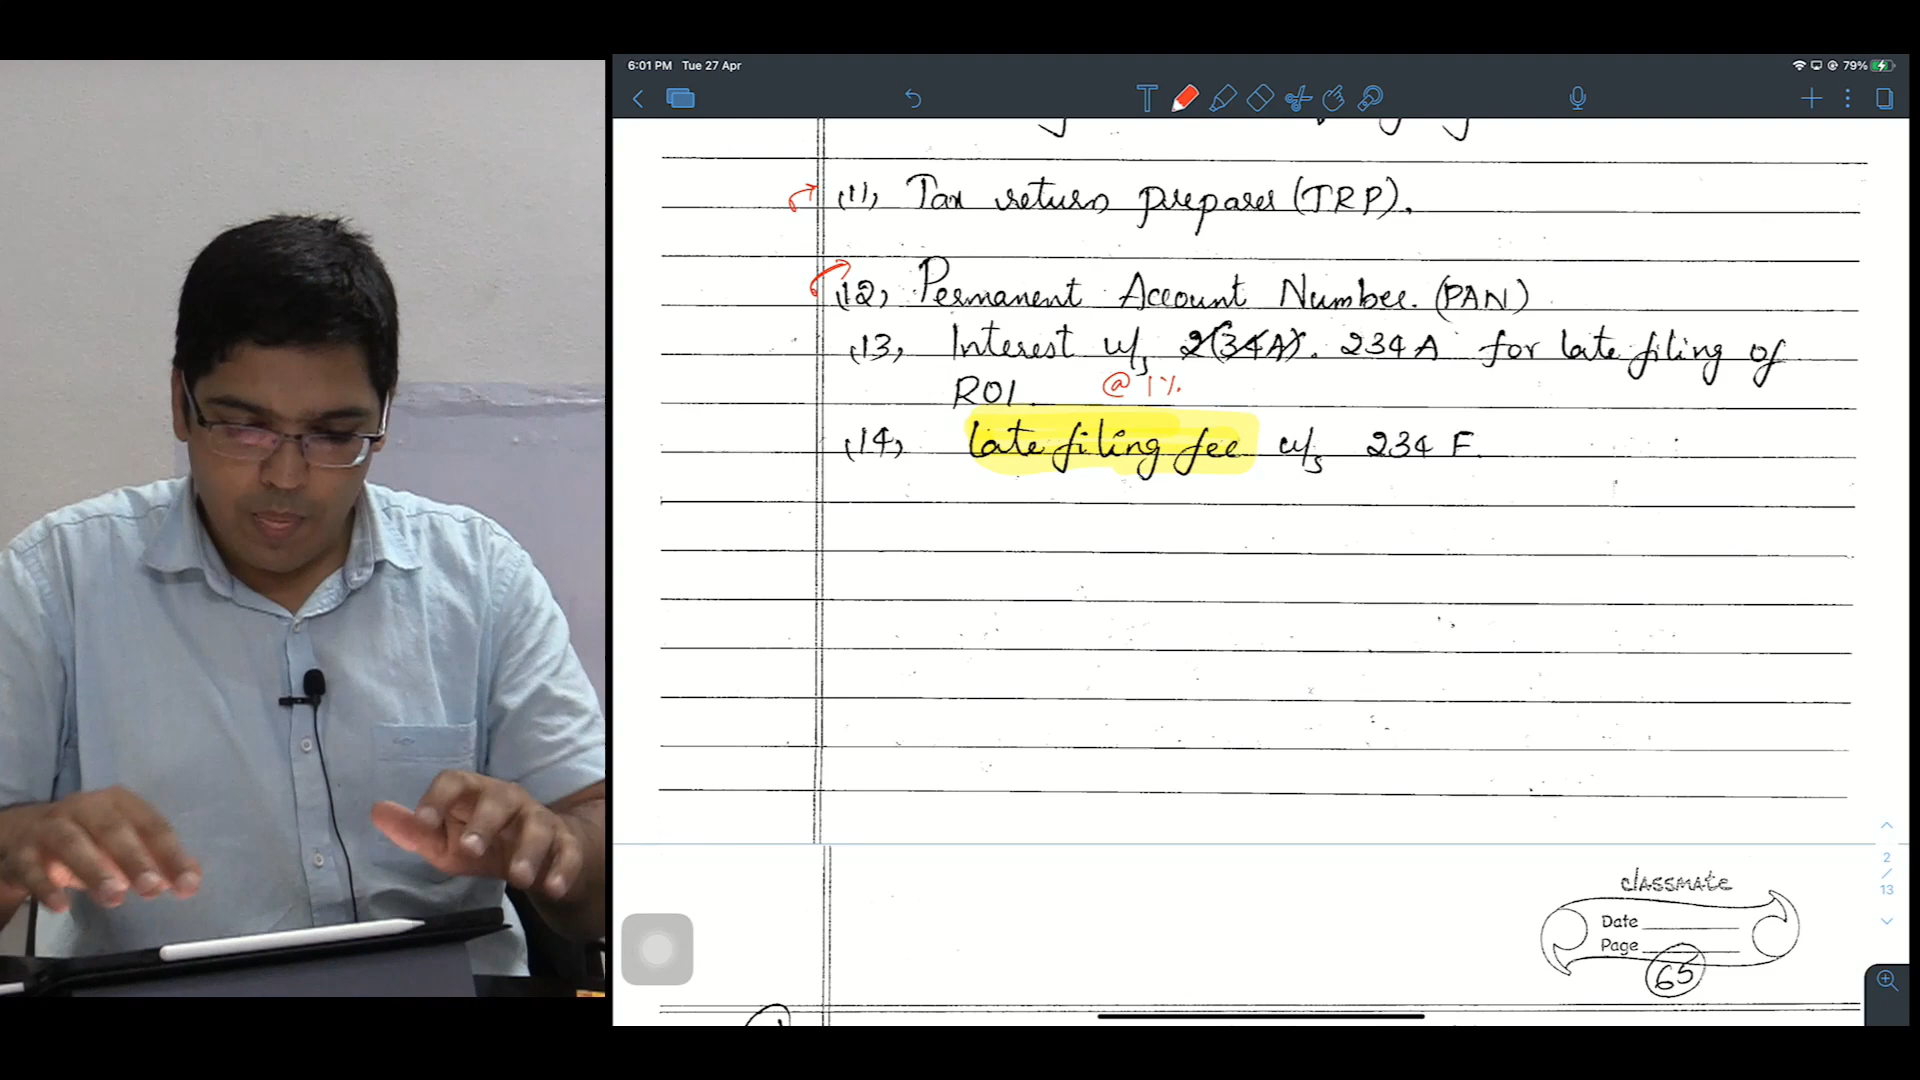 6:01 PM Tue 27 Apr
79%
(11) Tax return preparer (TRP).
(12) Permanent Account Number. (PAN)
(13) Interest u/s 2(34A). 234A for late filing of
ROI @ 1%
(14) late filing fee u/s 234 F.
2
/
13
classmate
Date
Page
65